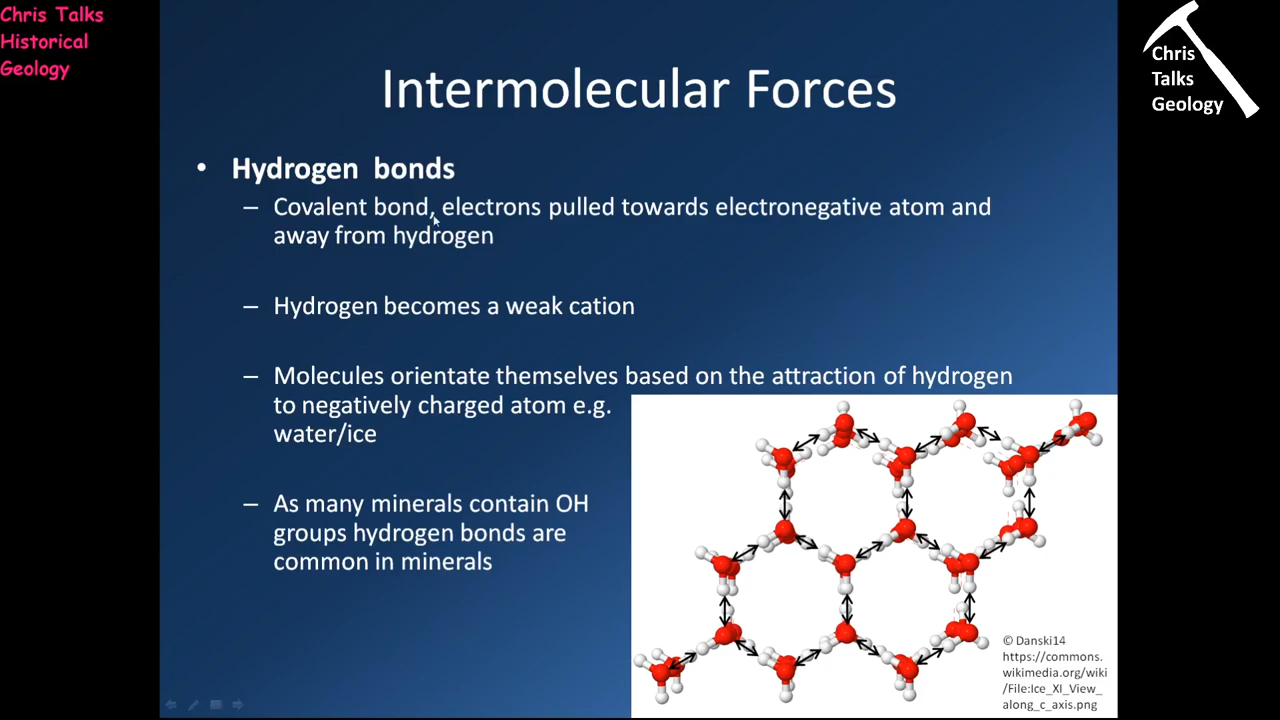 Chris Talks
Historical
Geology
Chris
Talks
Geology
Intermolecular Forces
• Hydrogen bonds
– Covalent bond, electrons pulled towards electronegative atom and
away from hydrogen
– Hydrogen becomes a weak cation
– Molecules orientate themselves based on the attraction of hydrogen
to negatively charged atom e.g.
water/ice
– As many minerals contain OH
groups hydrogen bonds are
common in minerals
© Danski14
https://commons.
wikimedia.org/wiki
/File:Ice_XI_View_
along_c_axis.png